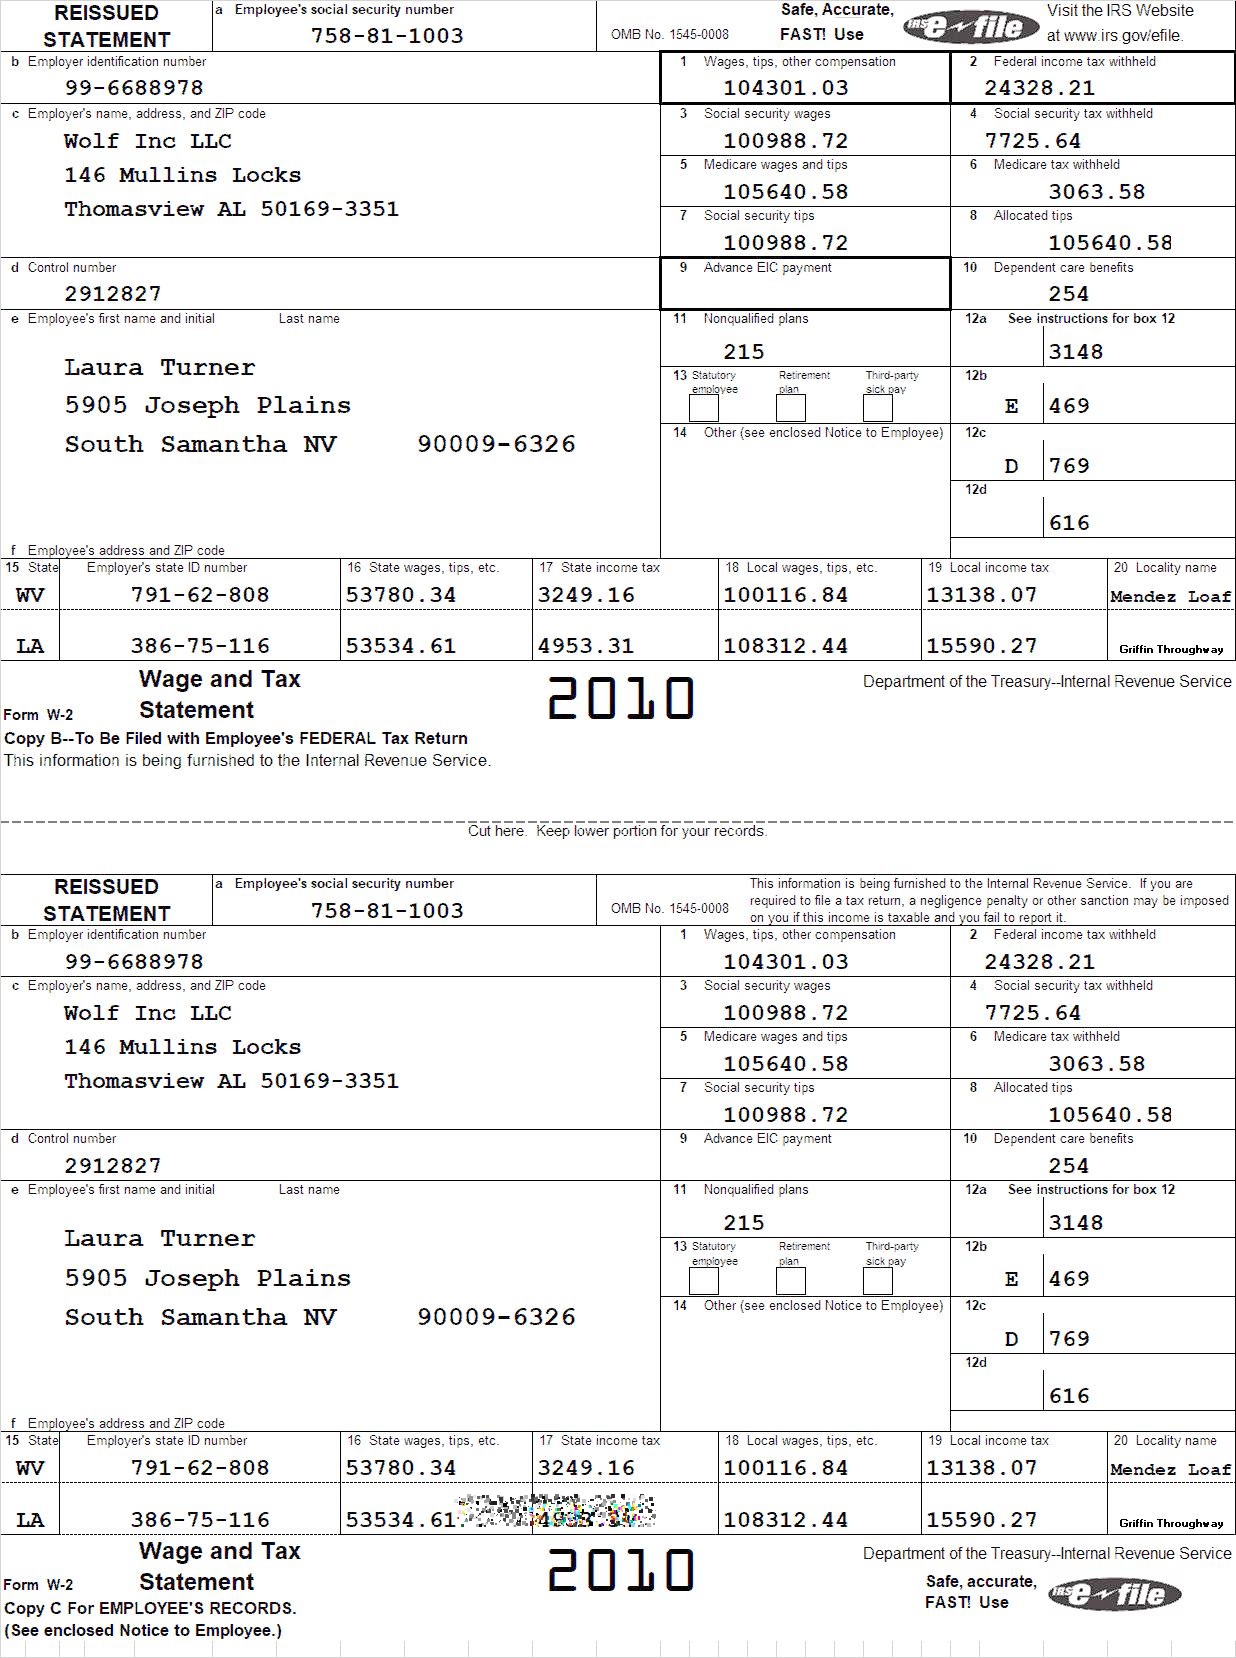 REISSUED STATEMENT
a Employee's social security number
758-81-1003
OMB No. 1545-0008
Safe, Accurate, FAST! Use
IRS e-file
Visit the IRS Website at www.irs.gov/efile.
b Employer identification number
99-6688978
1 Wages, tips, other compensation
104301.03
2 Federal income tax withheld
24328.21
c Employer's name, address, and ZIP code
Wolf Inc LLC
146 Mullins Locks
Thomasview AL 50169-3351
3 Social security wages
100988.72
4 Social security tax withheld
7725.64
5 Medicare wages and tips
105640.58
6 Medicare tax withheld
3063.58
7 Social security tips
100988.72
8 Allocated tips
105640.58
d Control number
2912827
9 Advance EIC payment
10 Dependent care benefits
254
e Employee's first name and initial Last name
Laura Turner
5905 Joseph Plains
South Samantha NV 90009-6326
11 Nonqualified plans
215
12a See instructions for box 12
3148
13 Statutory employee Retirement plan Third-party sick pay
12b
E 469
14 Other (see enclosed Notice to Employee)
12c
D 769
12d
616
f Employee's address and ZIP code
15 State Employer's state ID number 16 State wages, tips, etc. 17 State income tax 18 Local wages, tips, etc. 19 Local income tax 20 Locality name
WV 791-62-808 53780.34 3249.16 100116.84 13138.07 Mendez Loaf
LA 386-75-116 53534.61 4953.31 108312.44 15590.27 Griffin Throughway
Form W-2 Wage and Tax Statement
2010
Department of the Treasury--Internal Revenue Service
Copy B--To Be Filed with Employee's FEDERAL Tax Return
This information is being furnished to the Internal Revenue Service.
Cut here. Keep lower portion for your records.
REISSUED STATEMENT
a Employee's social security number
758-81-1003
OMB No. 1545-0008
This information is being furnished to the Internal Revenue Service. If you are
required to file a tax return, a negligence penalty or other sanction may be imposed
on you if this income is taxable and you fail to report it.
b Employer identification number
99-6688978
1 Wages, tips, other compensation
104301.03
2 Federal income tax withheld
24328.21
c Employer's name, address, and ZIP code
Wolf Inc LLC
146 Mullins Locks
Thomasview AL 50169-3351
3 Social security wages
100988.72
4 Social security tax withheld
7725.64
5 Medicare wages and tips
105640.58
6 Medicare tax withheld
3063.58
7 Social security tips
100988.72
8 Allocated tips
105640.58
d Control number
2912827
9 Advance EIC payment
10 Dependent care benefits
254
e Employee's first name and initial Last name
Laura Turner
5905 Joseph Plains
South Samantha NV 90009-6326
11 Nonqualified plans
215
12a See instructions for box 12
3148
13 Statutory employee Retirement plan Third-party sick pay
12b
E 469
14 Other (see enclosed Notice to Employee)
12c
D 769
12d
616
f Employee's address and ZIP code
15 State Employer's state ID number 16 State wages, tips, etc. 17 State income tax 18 Local wages, tips, etc. 19 Local income tax 20 Locality name
WV 791-62-808 53780.34 3249.16 100116.84 13138.07 Mendez Loaf
LA 386-75-116 53534.61 108312.44 15590.27 Griffin Throughway
Form W-2 Wage and Tax Statement
2010
Department of the Treasury--Internal Revenue Service
Safe, accurate, FAST! Use
IRS e-file
Copy C For EMPLOYEE'S RECORDS.
(See enclosed Notice to Employee.)